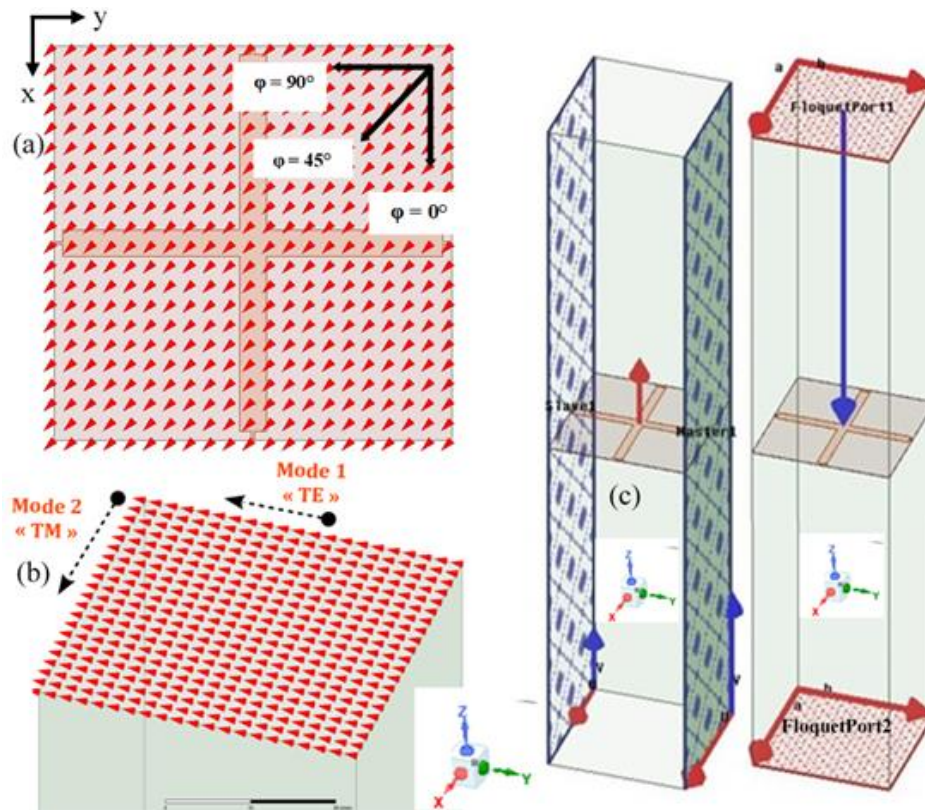 y
x
(a)
φ = 90°
φ = 45°
φ = 0°
Mode 1
« TE »
Mode 2
« TM »
(b)
Z
X
Y
Slave1
Master1
(c)
Z
X
Y
V
U
V
a
b
FloquetPort1
Z
X
Y
a
b
FloquetPort2